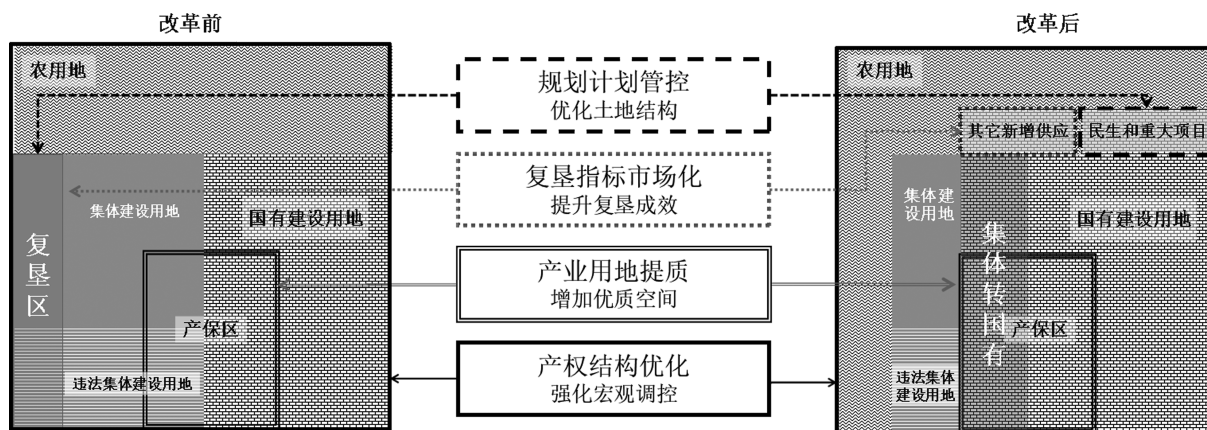 改革前
改革后
农用地
规划计划管控
优化土地结构
农用地
其它新增供应
民生和重大项目
复垦指标市场化
提升复垦成效
集体建设用地
国有建设用地
集体建
设用地
国有建设用地
复垦区
集体转国有
产业用地提质
增加优质空间
产保区
产保区
产权结构优化
强化宏观调控
违法集体建设用地
违法集体
建设用地